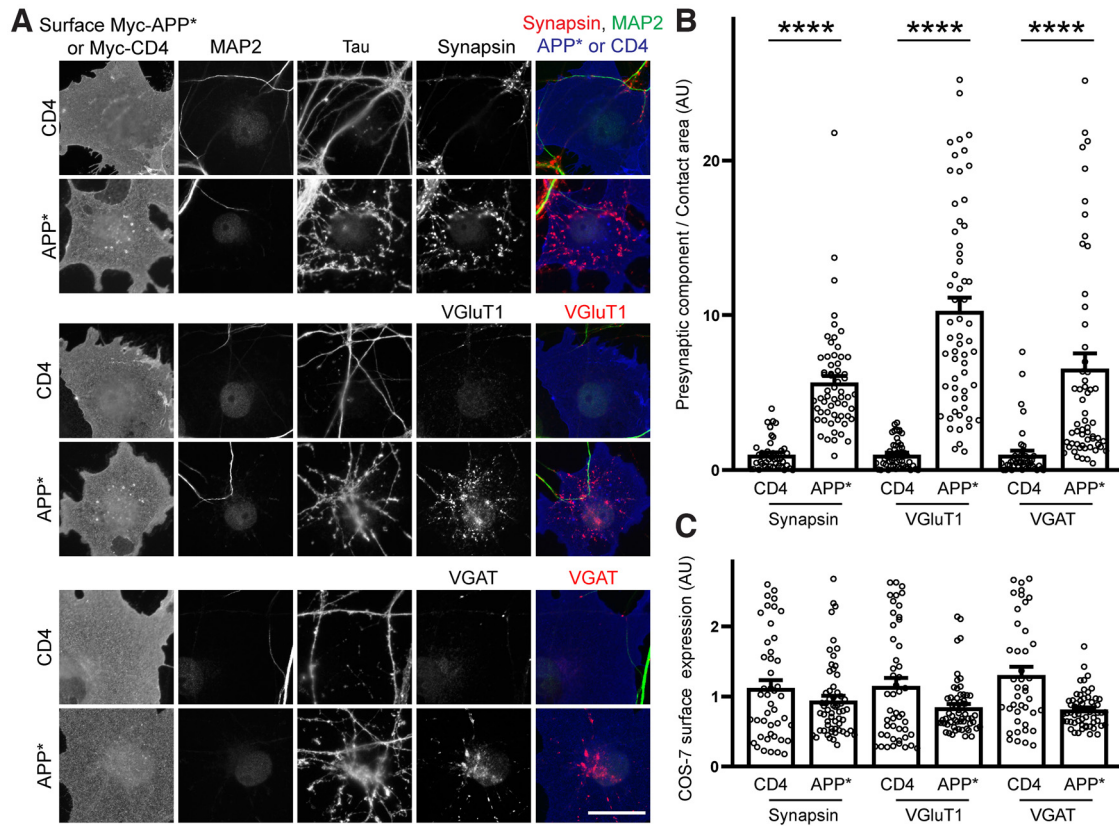 A
Surface Myc-APP*
or Myc-CD4
MAP2
Tau
Synapsin
Synapsin, MAP2
APP* or CD4
CD4
APP*
VGluT1
VGluT1
CD4
APP*
VGAT
VGAT
CD4
APP*
B
Presynaptic component / Contact area (AU)
****
****
****
20
10
0
CD4
APP*
CD4
APP*
CD4
APP*
Synapsin
VGluT1
VGAT
C
COS-7 surface expression (AU)
2
1
0
CD4
APP*
CD4
APP*
CD4
APP*
Synapsin
VGluT1
VGAT